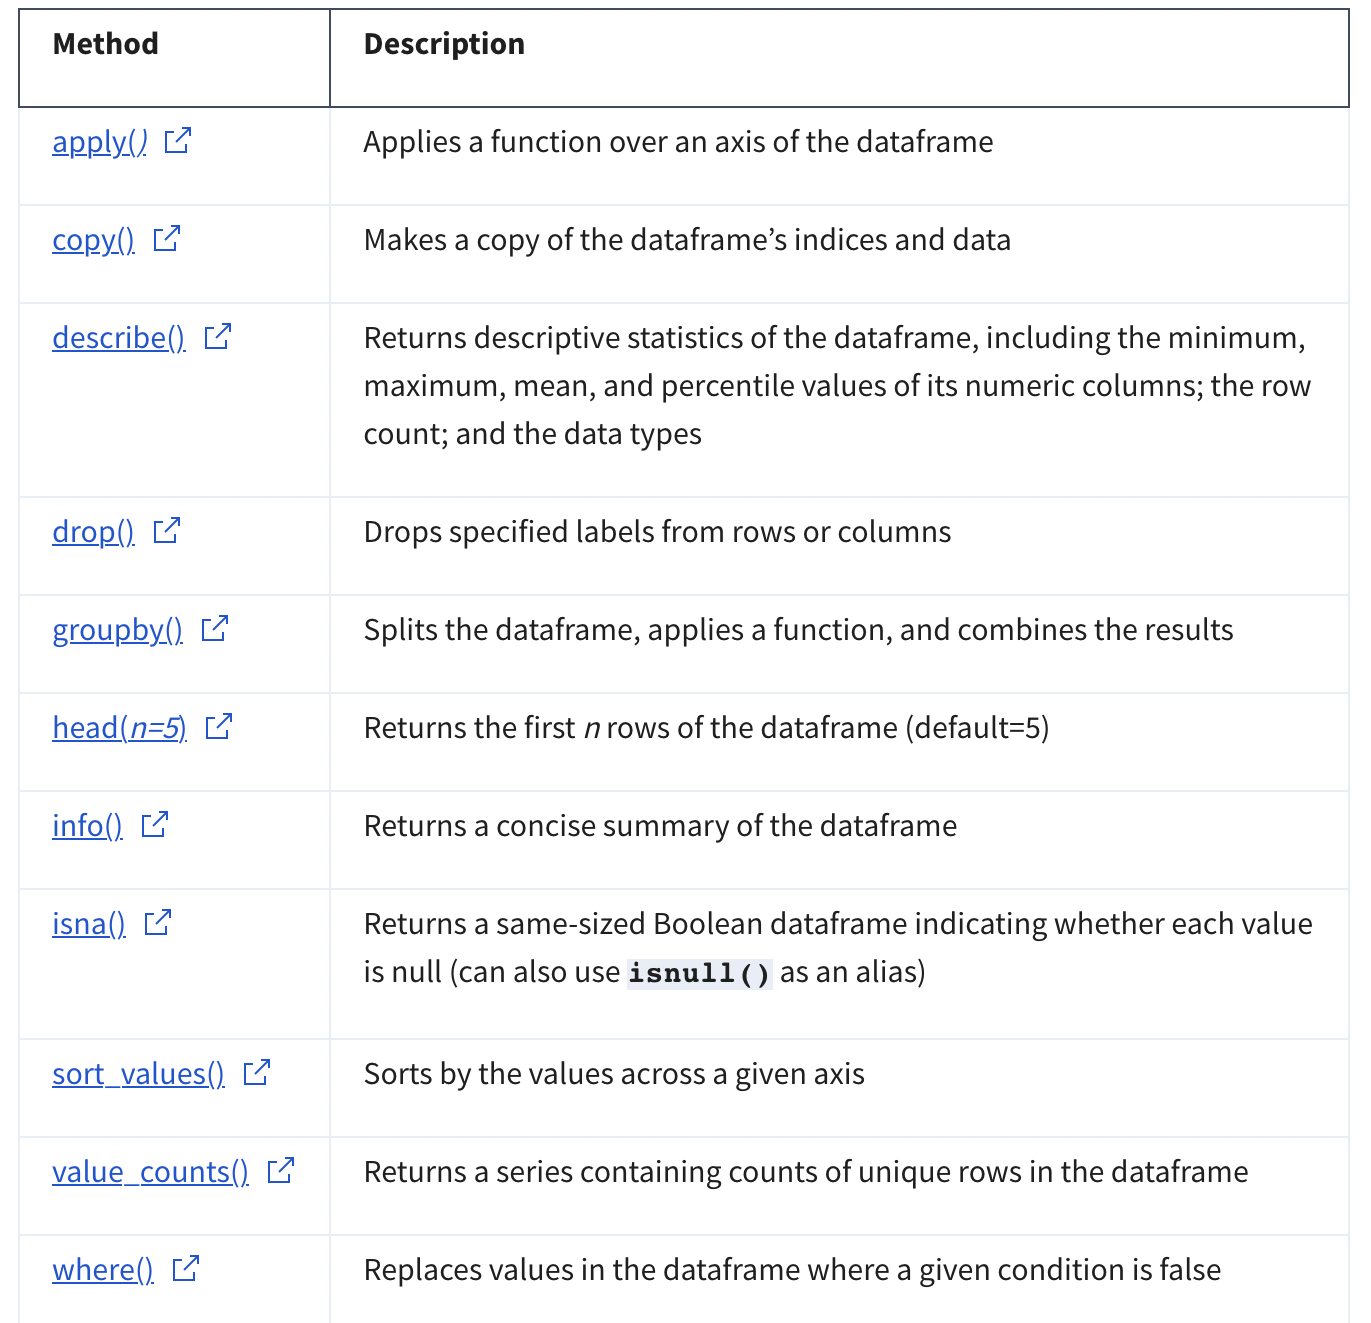 Method
Description
apply()
Applies a function over an axis of the dataframe
copy()
Makes a copy of the dataframe’s indices and data
describe()
Returns descriptive statistics of the dataframe, including the minimum,
maximum, mean, and percentile values of its numeric columns; the row
count; and the data types
drop()
Drops specified labels from rows or columns
groupby()
Splits the dataframe, applies a function, and combines the results
head(n=5)
Returns the first n rows of the dataframe (default=5)
info()
Returns a concise summary of the dataframe
isna()
Returns a same-sized Boolean dataframe indicating whether each value
is null (can also use isnull() as an alias)
sort_values()
Sorts by the values across a given axis
value_counts()
Returns a series containing counts of unique rows in the dataframe
where()
Replaces values in the dataframe where a given condition is false